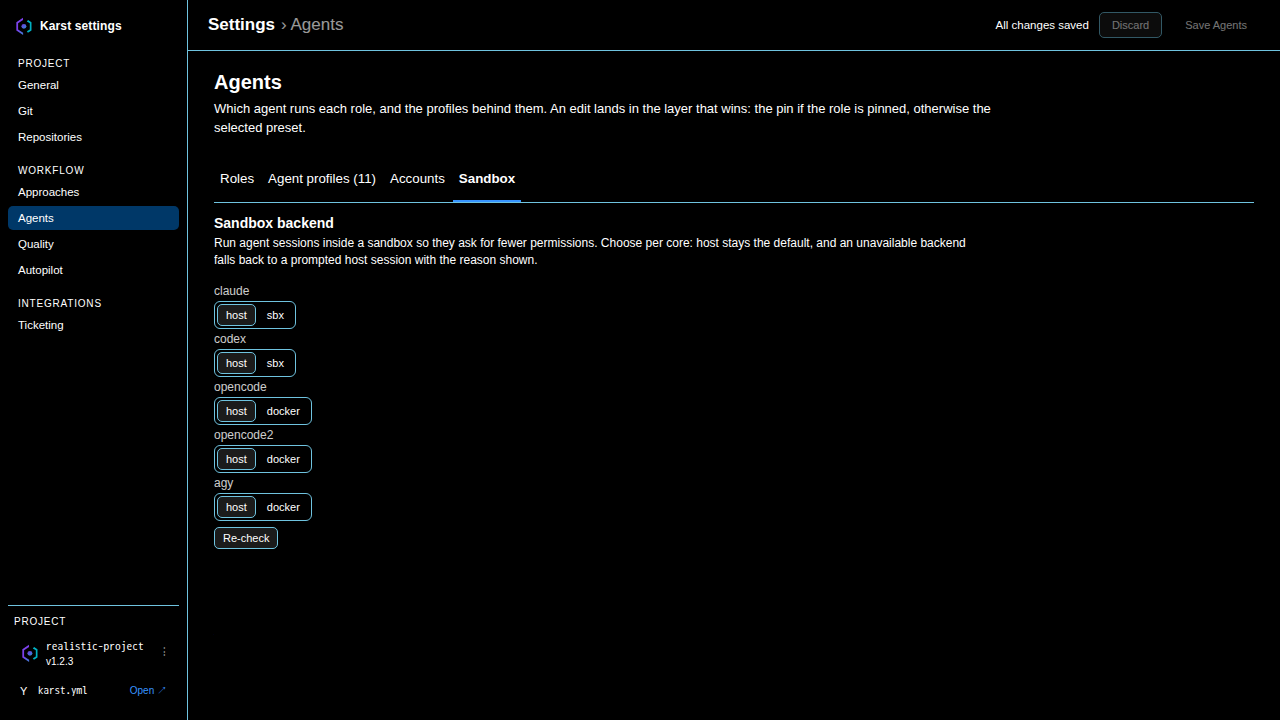 Karst settings
PROJECT
General
Git
Repositories
WORKFLOW
Approaches
Agents
Quality
Autopilot
INTEGRATIONS
Ticketing
PROJECT
realistic-project
v1.2.3
⋮
Y karst.yml Open ↗
Settings › Agents
All changes saved Discard Save Agents
Agents
Which agent runs each role, and the profiles behind them. An edit lands in the layer that wins: the pin if the role is pinned, otherwise the
selected preset.
Roles Agent profiles (11) Accounts Sandbox
Sandbox backend
Run agent sessions inside a sandbox so they ask for fewer permissions. Choose per core: host stays the default, and an unavailable backend
falls back to a prompted host session with the reason shown.
claude
host sbx
codex
host sbx
opencode
host docker
opencode2
host docker
agy
host docker
Re-check